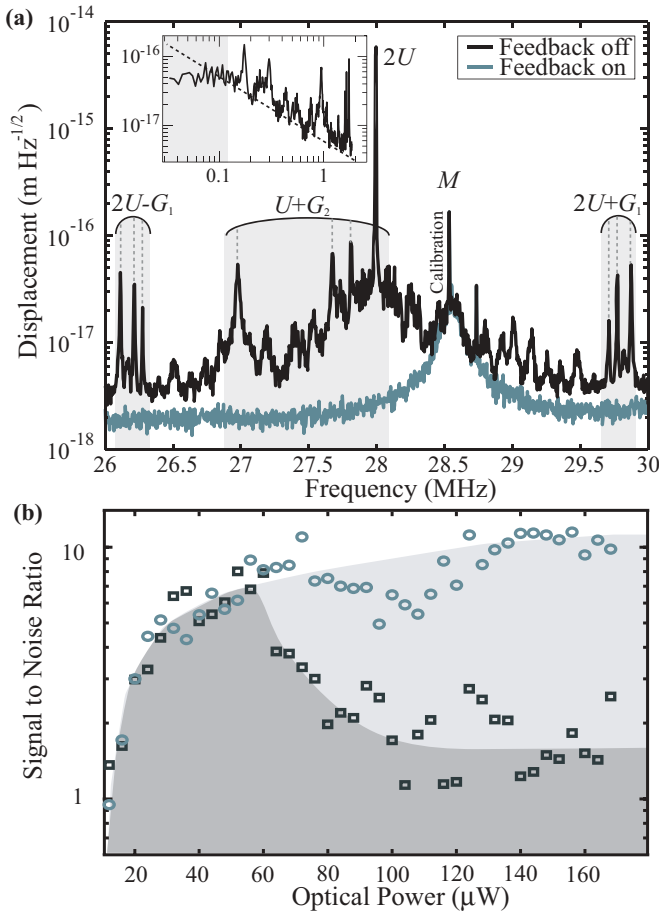 (a)
10^-14
10^-15
10^-16
10^-17
10^-18
Displacement (m Hz^-1/2)
10^-16
10^-17
0.1
1
2U
Feedback off
Feedback on
2U-G1
U+G2
M
Calibration
2U+G1
26
26.5
27
27.5
28
28.5
29
29.5
30
Frequency (MHz)
(b)
10
1
Signal to Noise Ratio
20
40
60
80
100
120
140
160
Optical Power (μW)